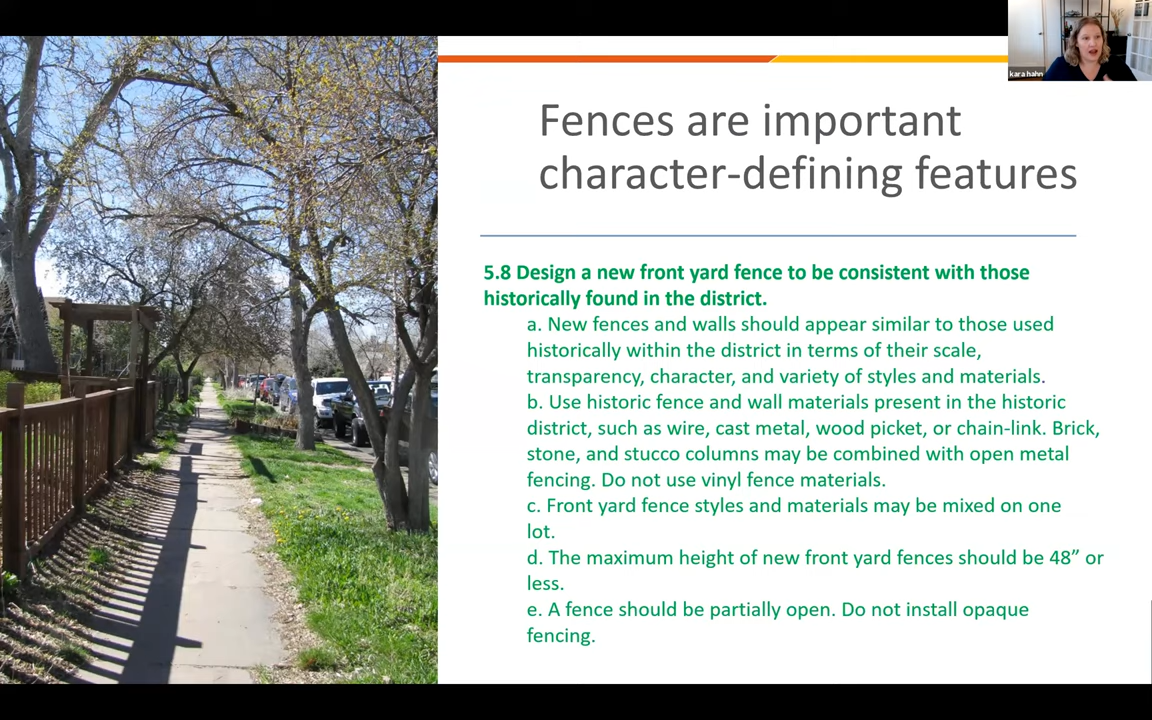 kara hahn
Fences are important
character-defining features
5.8 Design a new front yard fence to be consistent with those
historically found in the district.
a. New fences and walls should appear similar to those used
historically within the district in terms of their scale,
transparency, character, and variety of styles and materials.
b. Use historic fence and wall materials present in the historic
district, such as wire, cast metal, wood picket, or chain-link. Brick,
stone, and stucco columns may be combined with open metal
fencing. Do not use vinyl fence materials.
c. Front yard fence styles and materials may be mixed on one
lot.
d. The maximum height of new front yard fences should be 48” or
less.
e. A fence should be partially open. Do not install opaque
fencing.